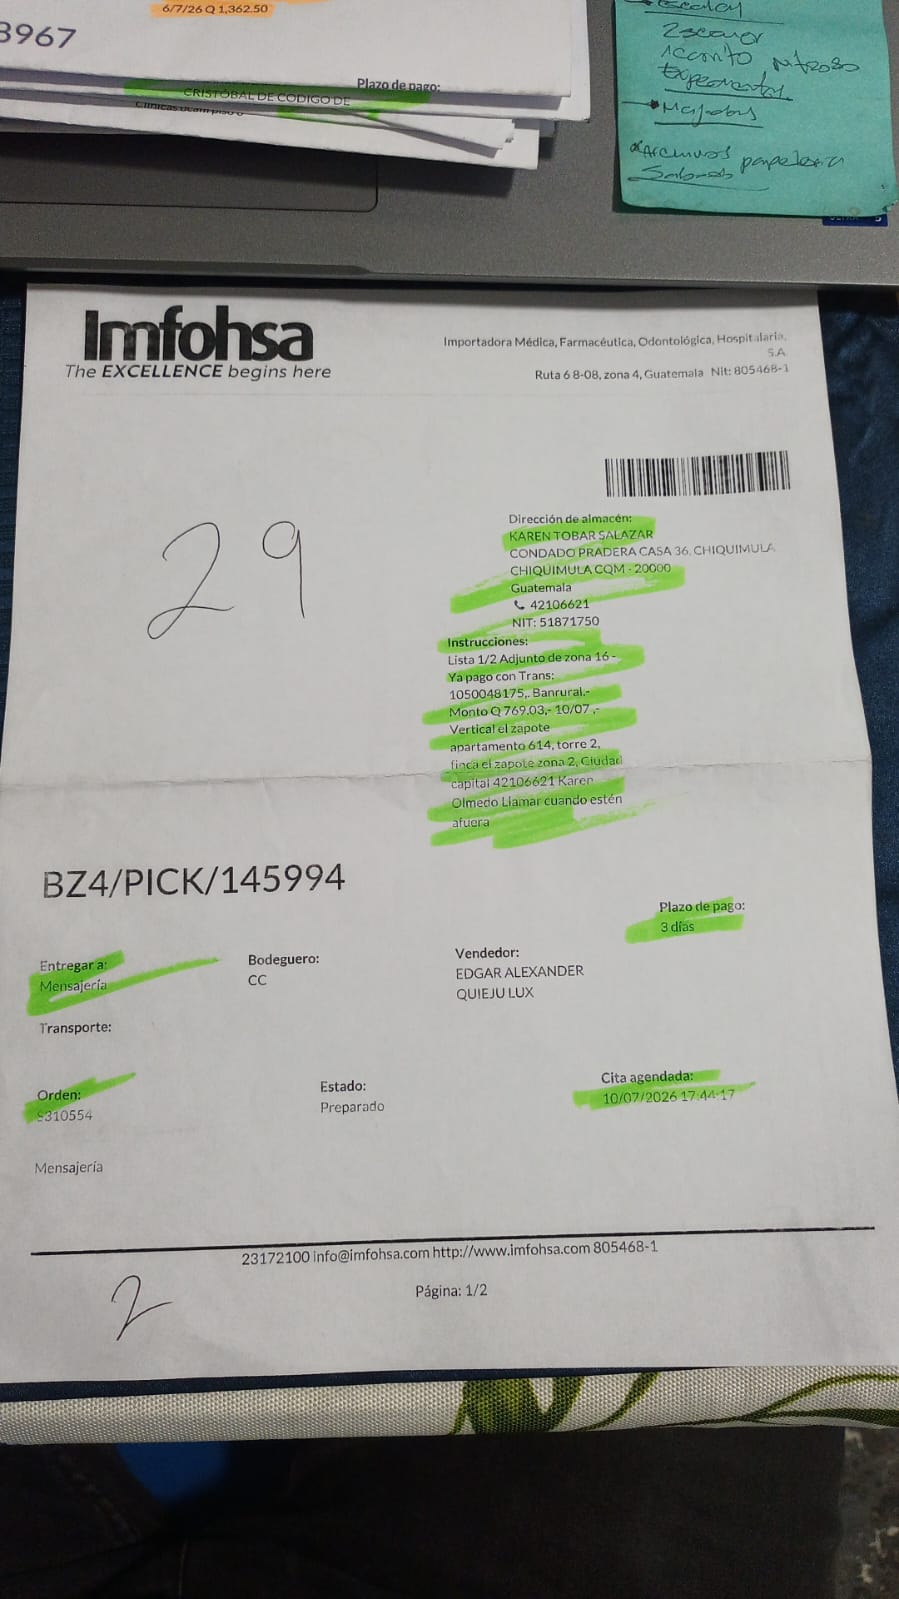 6/7/26 Q 1,362.50
3967
Plazo de pago:
CRISTOBAL DE CODIGO DE
Escaner
Acarito
Experimental
Archivos papeleria
Imfohsa
The EXCELLENCE begins here
Importadora Médica, Farmacéutica, Odontológica, Hospitalaria,
S.A.
Ruta 6 8-08, zona 4, Guatemala Nit: 805468-1
29
Dirección de almacén:
KAREN TOBAR SALAZAR
CONDADO PRADERA CASA 36, CHIQUIMULA
CHIQUIMULA CQM - 20000
Guatemala
42106621
NIT: 51871750
Instrucciones:
Lista 1/2 Adjunto de zona 16 -
Ya pago con Trans:
1050048175,. Banrural,-
Monto Q 769.03,- 10/07 ,-
Vertical el zapote
apartamento 614, torre 2,
finca el zapote zona 2, Ciudad
capital 42106621 Karen
Olmedo Llamar cuando estén
afuera
BZ4/PICK/145994
Plazo de pago:
3 días
Entregar a:
Mensajería
Bodeguero:
CC
Vendedor:
EDGAR ALEXANDER
QUIEJU LUX
Transporte:
Orden:
S310554
Estado:
Preparado
Cita agendada:
10/07/2026 17:44:17
Mensajería
23172100 info@imfohsa.com http://www.imfohsa.com 805468-1
Página: 1/2
2